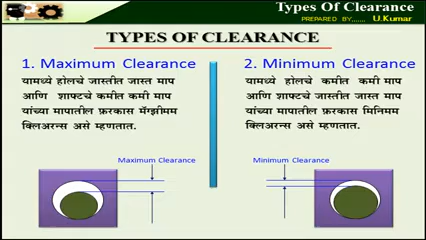 Types Of Clearance
PREPARED BY....... U.Kumar
TYPES OF CLEARANCE
1. Maximum Clearance
यामध्ये होलचे जास्तीत जास्त माप
आणि शाफ्टचे कमीत कमी माप
यांच्या मापातील फ़रकास मॅग्झीमम
क्लिअरन्स असे म्हणतात.
2. Minimum Clearance
यामध्ये होलचे कमीत कमी माप
आणि शाफ्टचे जास्तीत जास्त माप
यांच्या मापातील फ़रकास मिनिमम
क्लिअरन्स असे म्हणतात.
Maximum Clearance
Minimum Clearance